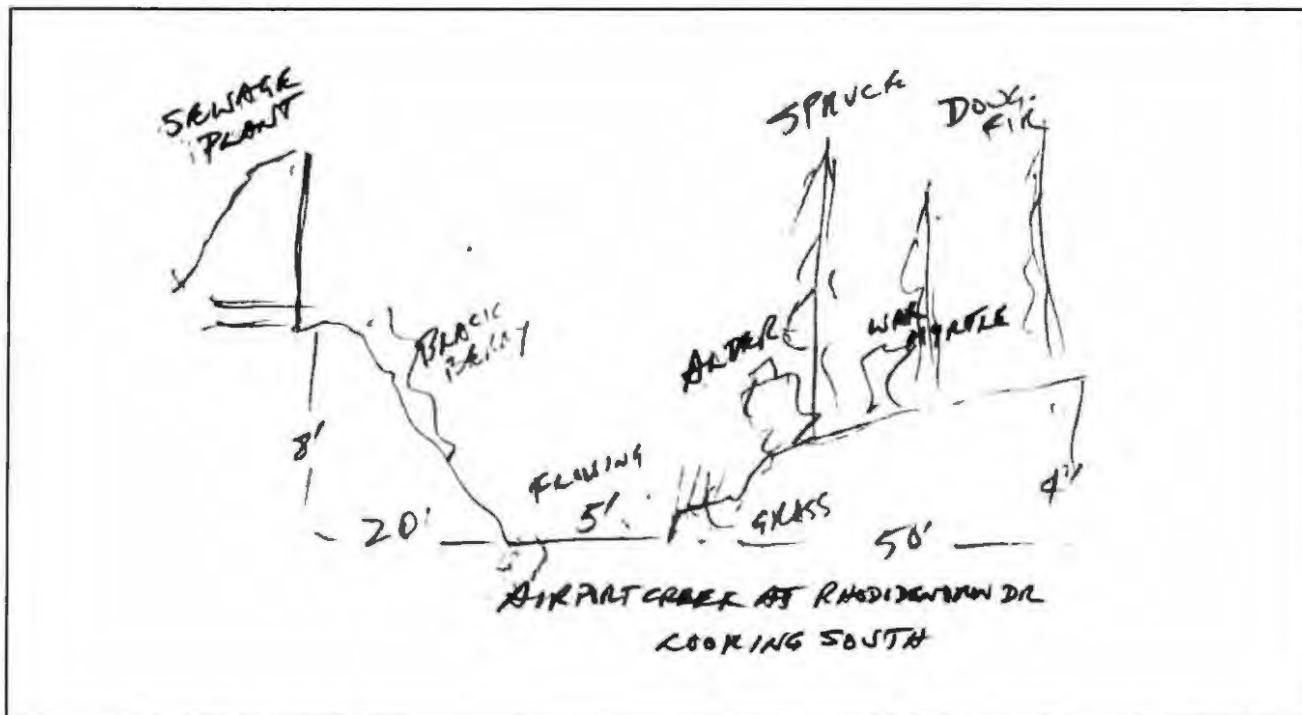 SEWAGE
PLANT
SPRUCE
DOUG.
FIR
BLACK
BERRY
ALDER
WAX
MYRTLE
8'
FLOWING
5'
GRASS
4'
20'
50'
AIRPORT CREEK AT RHODIDENDRUN DR
LOOKING SOUTH